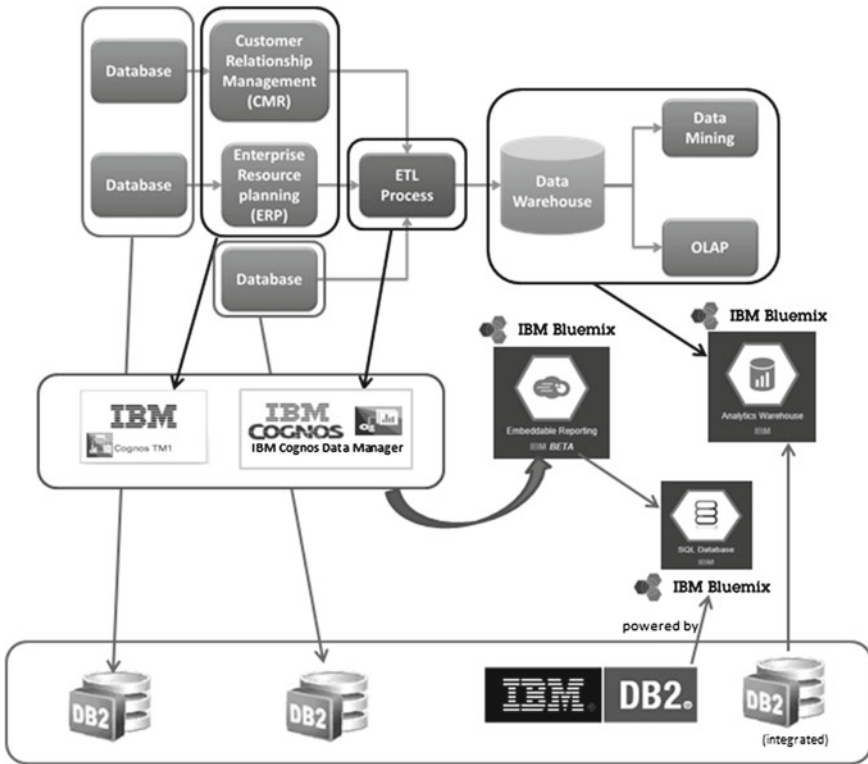 Database
Customer
Relationship
Management
(CMR)
Database
Enterprise
Resource
planning
(ERP)
ETL
Process
Data
Warehouse
Data
Mining
OLAP
Database
IBM Bluemix
IBM Bluemix
IBM
Cognos TM1
IBM
COGNOS
IBM Cognos Data Manager
Embeddable Reporting
IBM BETA
Analytics Warehouse
IBM
SQL Database
IBM
IBM Bluemix
powered by
DB2
DB2
IBM®
DB2®
DB2
(integrated)